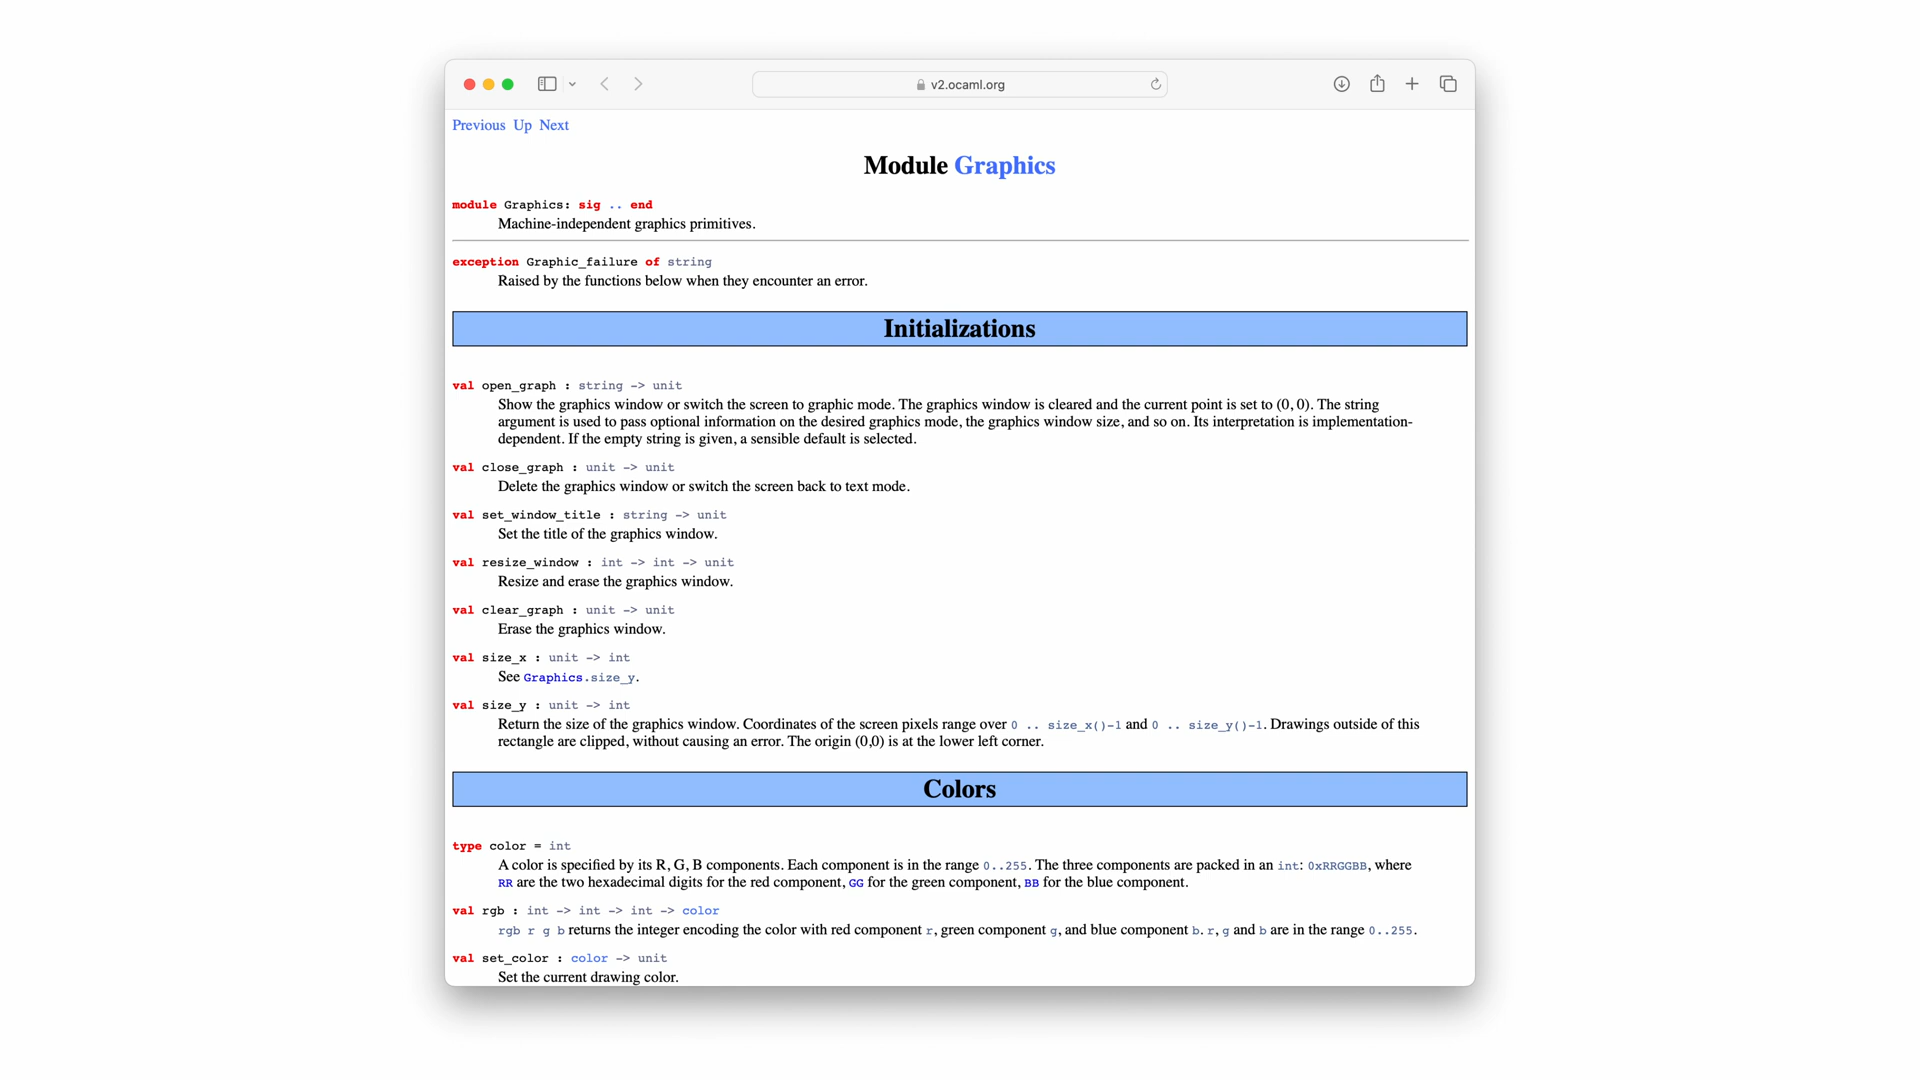 v2.ocaml.org
Previous Up Next
Module Graphics
module Graphics: sig .. end
Machine-independent graphics primitives.
exception Graphic_failure of string
Raised by the functions below when they encounter an error.
Initializations
val open_graph : string -> unit
Show the graphics window or switch the screen to graphic mode. The graphics window is cleared and the current point is set to (0, 0). The string
argument is used to pass optional information on the desired graphics mode, the graphics window size, and so on. Its interpretation is implementation-
dependent. If the empty string is given, a sensible default is selected.
val close_graph : unit -> unit
Delete the graphics window or switch the screen back to text mode.
val set_window_title : string -> unit
Set the title of the graphics window.
val resize_window : int -> int -> unit
Resize and erase the graphics window.
val clear_graph : unit -> unit
Erase the graphics window.
val size_x : unit -> int
See Graphics.size_y.
val size_y : unit -> int
Return the size of the graphics window. Coordinates of the screen pixels range over 0 .. size_x()-1 and 0 .. size_y()-1. Drawings outside of this
rectangle are clipped, without causing an error. The origin (0,0) is at the lower left corner.
Colors
type color = int
A color is specified by its R, G, B components. Each component is in the range 0..255. The three components are packed in an int: 0xRRGGBB, where
RR are the two hexadecimal digits for the red component, GG for the green component, BB for the blue component.
val rgb : int -> int -> int -> color
rgb r g b returns the integer encoding the color with red component r, green component g, and blue component b. r, g and b are in the range 0..255.
val set_color : color -> unit
Set the current drawing color.